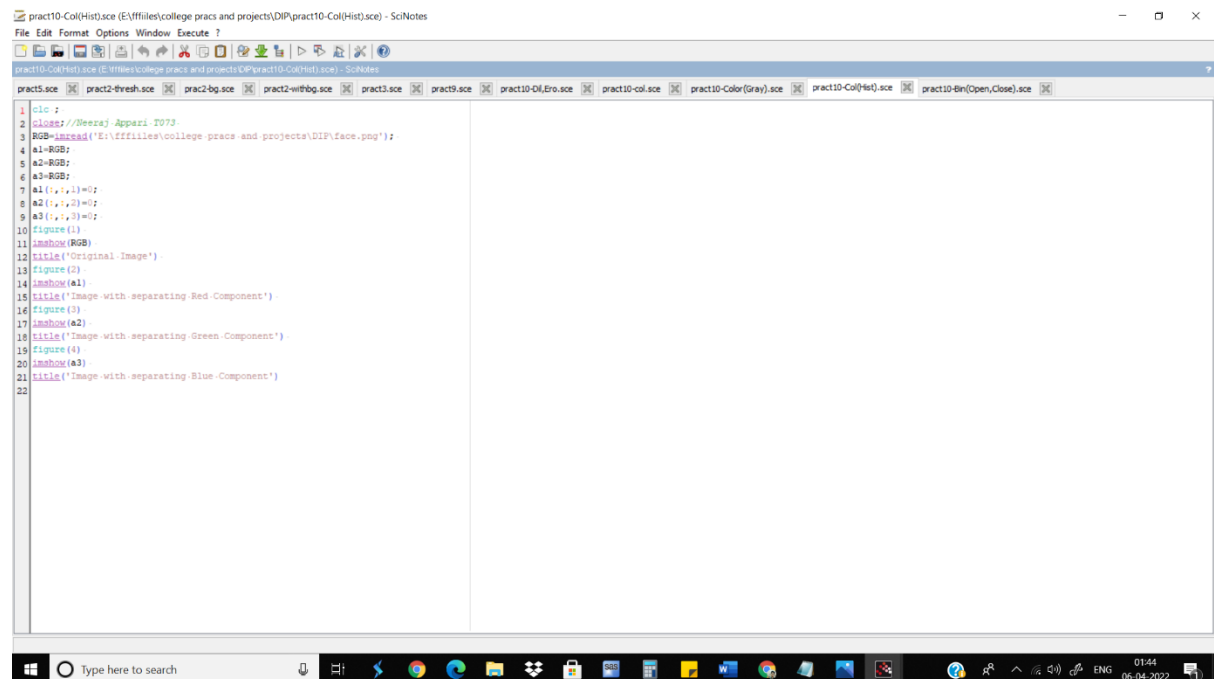 pract10-Col(Hist).sce (E:\fffiiles\college pracs and projects\DIP\pract10-Col(Hist).sce) - SciNotes
File Edit Format Options Window Execute ?
pract10-Col(Hist).sce (E:\fffiiles\college pracs and projects\DIP\pract10-Col(Hist).sce) - SciNotes ?
pract5.sce pract2-thresh.sce prac2-bg.sce pract2-withbg.sce pract3.sce pract9.sce pract10-Dil,Ero.sce pract10-col.sce pract10-Color(Gray).sce pract10-Col(Hist).sce pract10-Bin(Open,Close).sce
1 clc ;
2 close;//Neeraj Appari T073
3 RGB=imread('E:\fffiiles\college pracs and projects\DIP\face.png');
4 a1=RGB;
5 a2=RGB;
6 a3=RGB;
7 a1(:,:,1)=0;
8 a2(:,:,2)=0;
9 a3(:,:,3)=0;
10 figure(1)
11 imshow(RGB)
12 title('Original Image')
13 figure(2)
14 imshow(a1)
15 title('Image with separating Red Component')
16 figure(3)
17 imshow(a2)
18 title('Image with separating Green Component')
19 figure(4)
20 imshow(a3)
21 title('Image with separating Blue Component')
22
Type here to search
SAS
ENG
01:44
06-04-2022
1